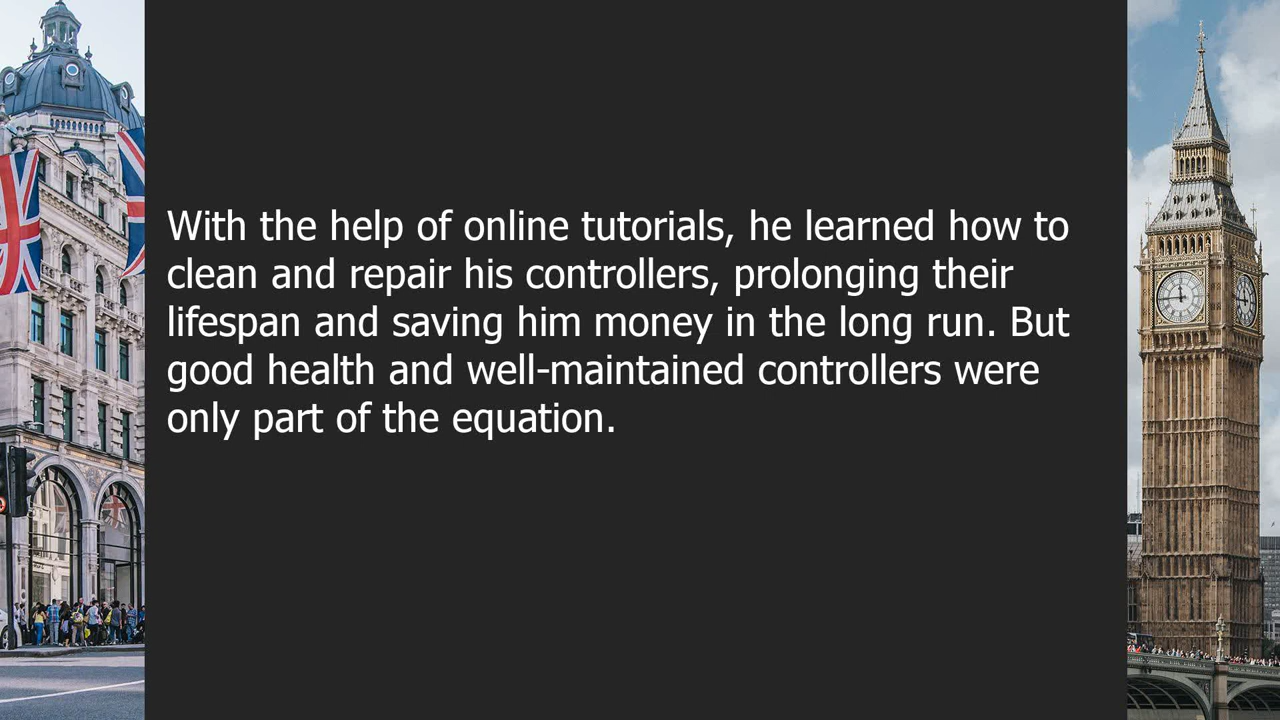 With the help of online tutorials, he learned how to
clean and repair his controllers, prolonging their
lifespan and saving him money in the long run. But
good health and well-maintained controllers were
only part of the equation.